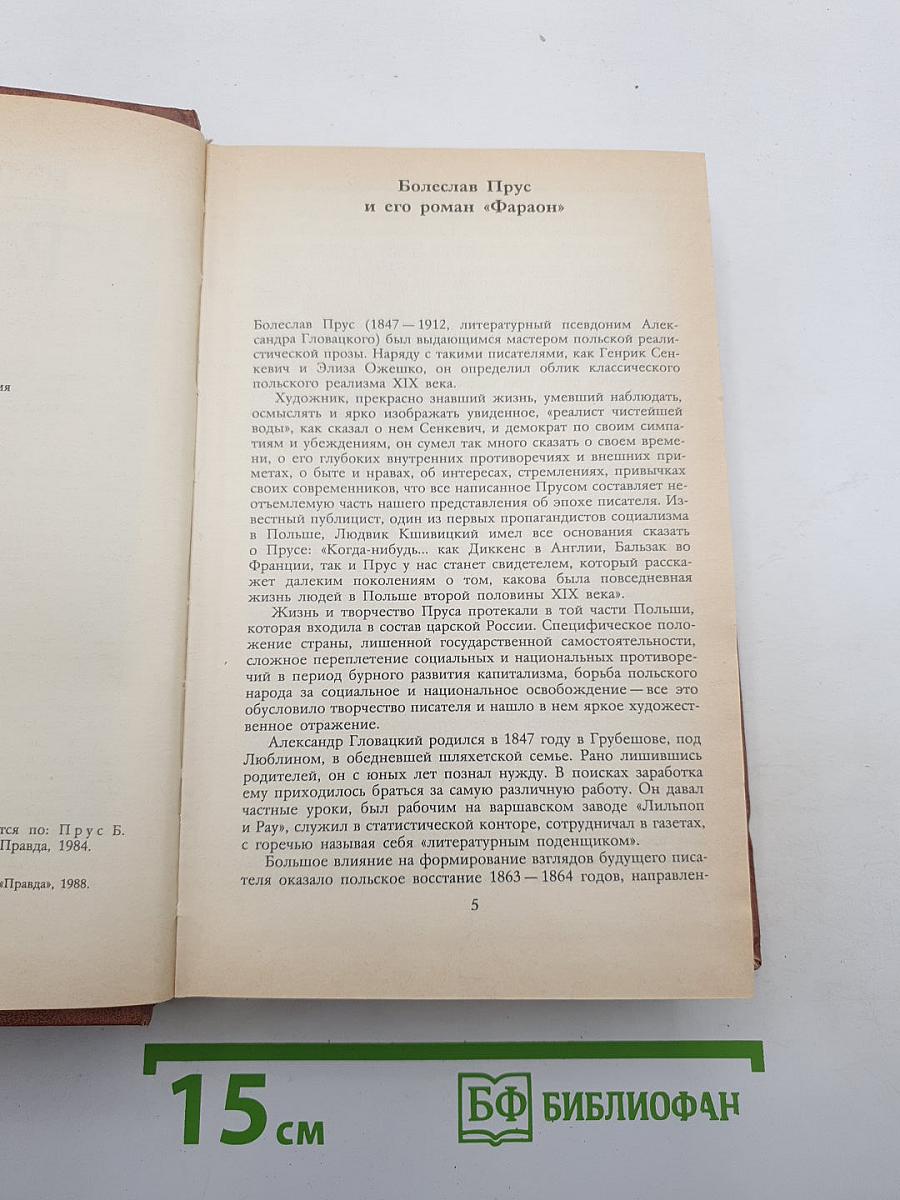 ия
тся по: Прус Б.
Правда, 1984.
«Правда», 1988.
Болеслав Прус
и его роман «Фараон»
Болеслав Прус (1847 — 1912, литературный псевдоним Алек-
сандра Гловацкого) был выдающимся мастером польской реали-
стической прозы. Наряду с такими писателями, как Генрик Сен-
кевич и Элиза Ожешко, он определил облик классического
польского реализма XIX века.
Художник, прекрасно знавший жизнь, умевший наблюдать,
осмыслять и ярко изображать увиденное, «реалист чистейшей
воды», как сказал о нем Сенкевич, и демократ по своим симпа-
тиям и убеждениям, он сумел так много сказать о своем време-
ни, о его глубоких внутренних противоречиях и внешних при-
метах, о быте и нравах, об интересах, стремлениях, привычках
своих современников, что все написанное Прусом составляет не-
отъемлемую часть нашего представления об эпохе писателя. Из-
вестный публицист, один из первых пропагандистов социализма
в Польше, Людвик Кшивицкий имел все основания сказать
о Прусе: «Когда-нибудь... как Диккенс в Англии, Бальзак во
Франции, так и Прус у нас станет свидетелем, который расска-
жет далеким поколениям о том, какова была повседневная
жизнь людей в Польше второй половины XIX века».
Жизнь и творчество Пруса протекали в той части Польши,
которая входила в состав царской России. Специфическое поло-
жение страны, лишенной государственной самостоятельности,
сложное переплетение социальных и национальных противоре-
чий в период бурного развития капитализма, борьба польского
народа за социальное и национальное освобождение — все это
обусловило творчество писателя и нашло в нем яркое художест-
венное отражение.
Александр Гловацкий родился в 1847 году в Грубешове, под
Люблином, в обедневшей шляхетской семье. Рано лишившись
родителей, он с юных лет познал нужду. В поисках заработка
ему приходилось браться за самую различную работу. Он давал
частные уроки, был рабочим на варшавском заводе «Лильпоп
и Рау», служил в статистической конторе, сотрудничал в газетах,
с горечью называя себя «литературным поденщиком».
Большое влияние на формирование взглядов будущего писа-
теля оказало польское восстание 1863 — 1864 годов, направлен-
5
15 см
БФ БИБЛИОФАН